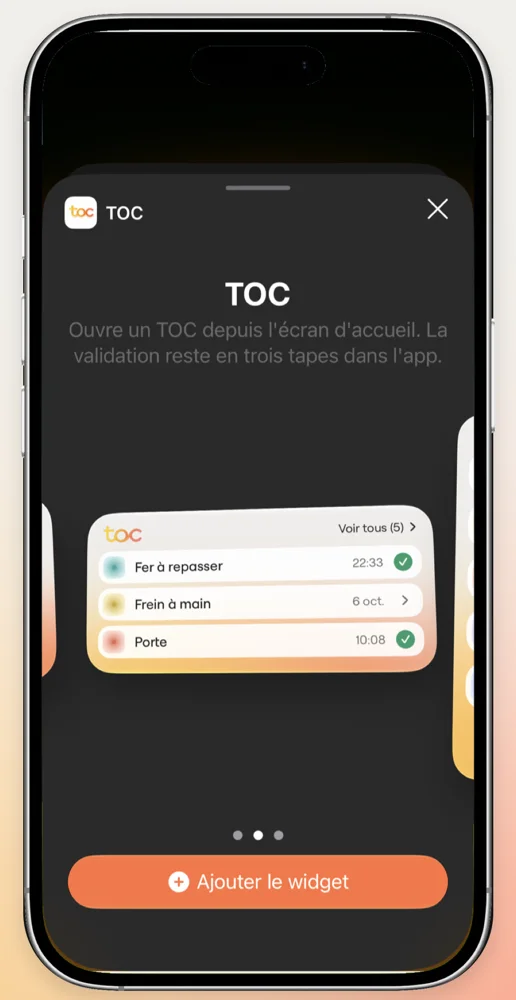 toc TOC
TOC
Ouvre un TOC depuis l'écran d'accueil. La
validation reste en trois tapes dans l'app.
toc Voir tous (5)
Fer à repasser 22:33
Frein à main 6 oct.
Porte 10:08
Ajouter le widget